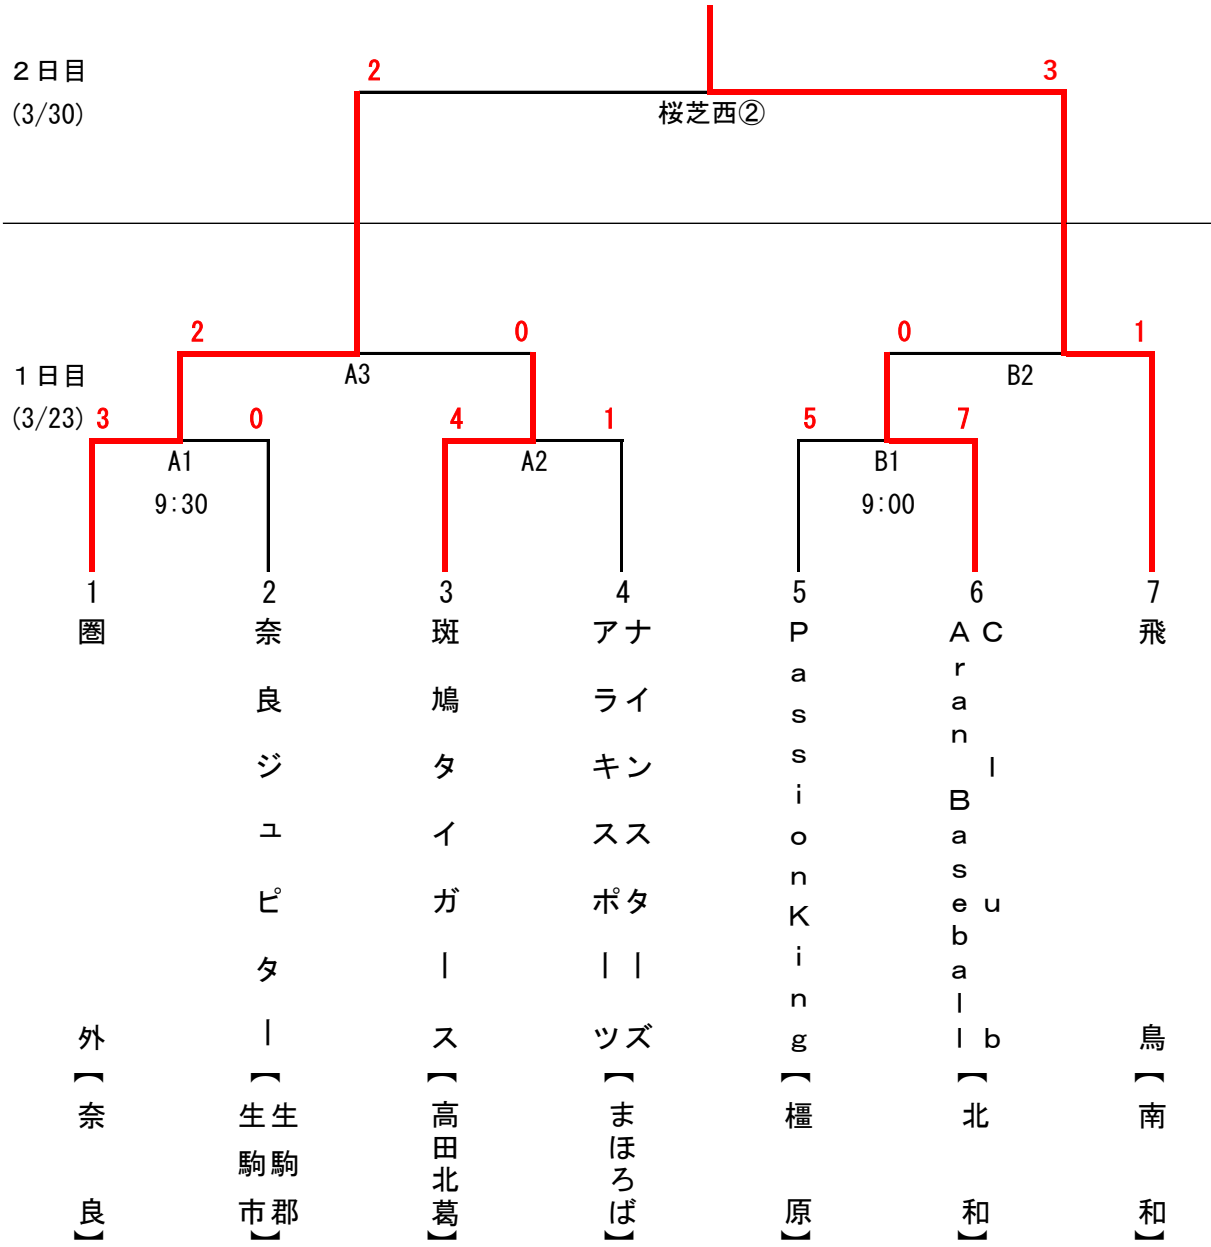 2日目
(3/30)
2
3
桜芝西②
2
0
0
1
1日目
(3/23)
A3
B2
3
0
4
1
5
7
A1
A2
B1
9:30
9:00
1
2
3
4
5
6
7
圏外【奈良】
奈良ジュピター【生駒郡生駒市】
斑鳩タイガース【高田北葛】
ナインスターズ
アライキスポーツ【まほろば】
PassionKing【橿原】
Aran Baseball
Club【北和】
飛鳥【南和】